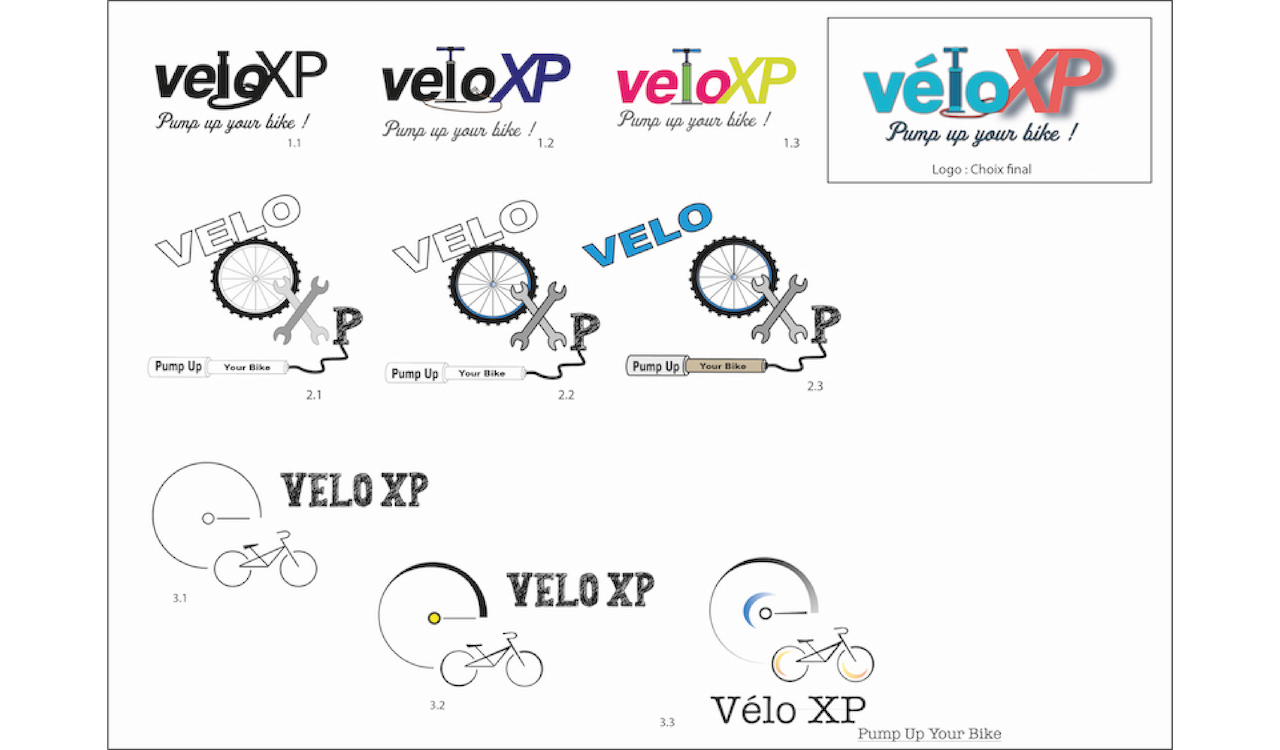 veloXP
Pump up your bike !
1.1
veloXP
Pump up your bike !
1.2
veloXP
Pump up your bike !
1.3
véloXP
Pump up your bike !
Logo : Choix final
VELO
XP
Pump Up Your Bike
2.1
VELO
XP
Pump Up Your Bike
2.2
VELO
XP
Pump Up Your Bike
2.3
VELO XP
3.1
VELO XP
3.2
Vélo XP
Pump Up Your Bike
3.3